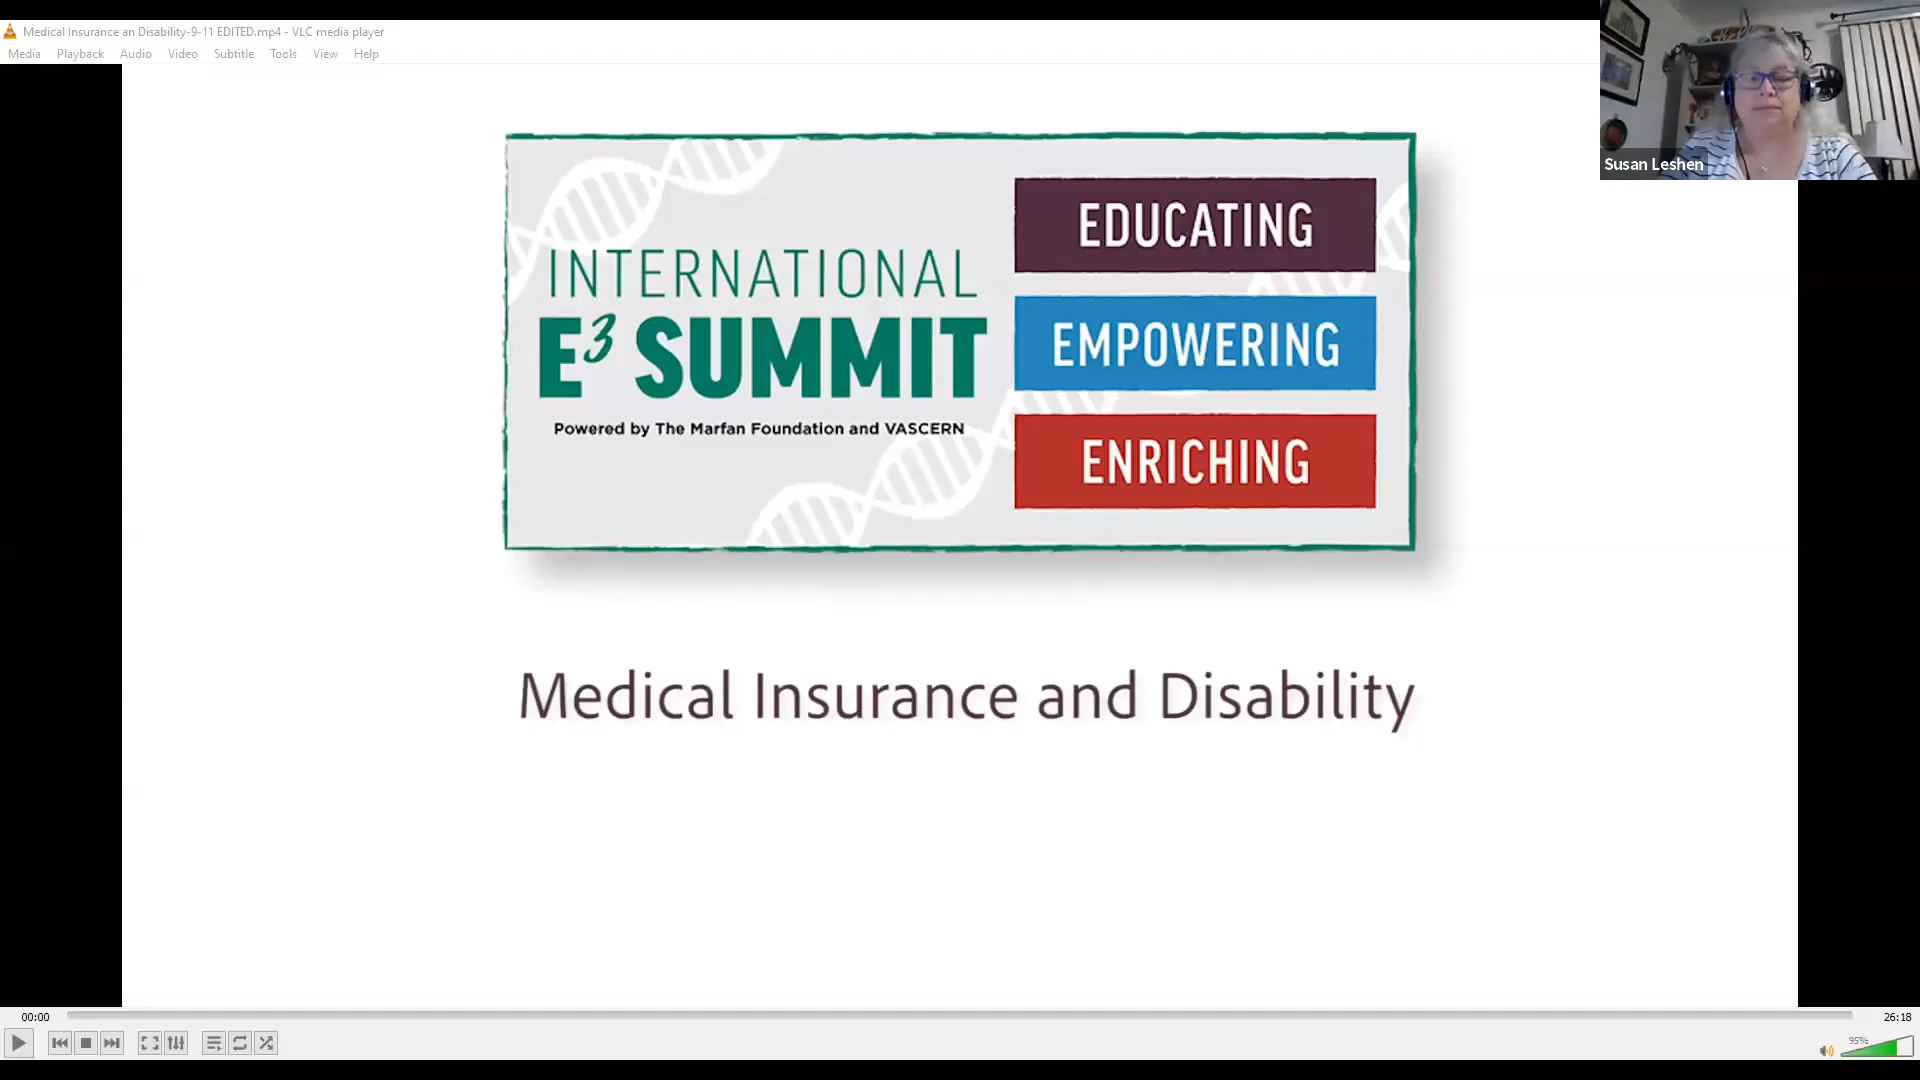 Medical Insurance an Disability-9-11 EDITED.mp4 - VLC media player
Media Playback Audio Video Subtitle Tools View Help
Susan Leshen
INTERNATIONAL
E³ SUMMIT
Powered by The Marfan Foundation and VASCERN
EDUCATING
EMPOWERING
ENRICHING
Medical Insurance and Disability
00:00
26:18
95%